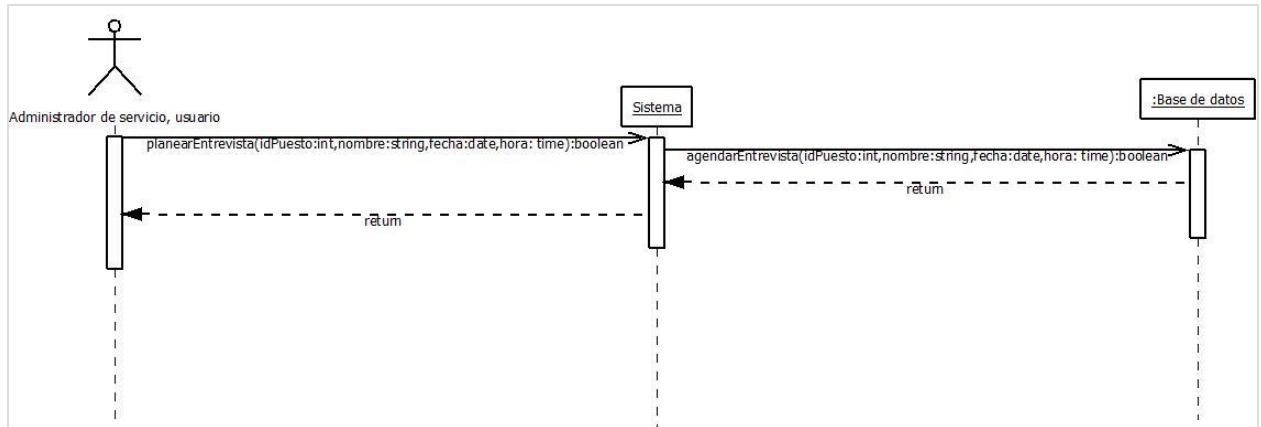 Administrador de servicio, usuario
Sistema
:Base de datos
planearEntrevista(idPuesto:int,nombre:string,fecha:date,hora: time):boolean
agendarEntrevista(idPuesto:int,nombre:string,fecha:date,hora: time):boolean
return
return